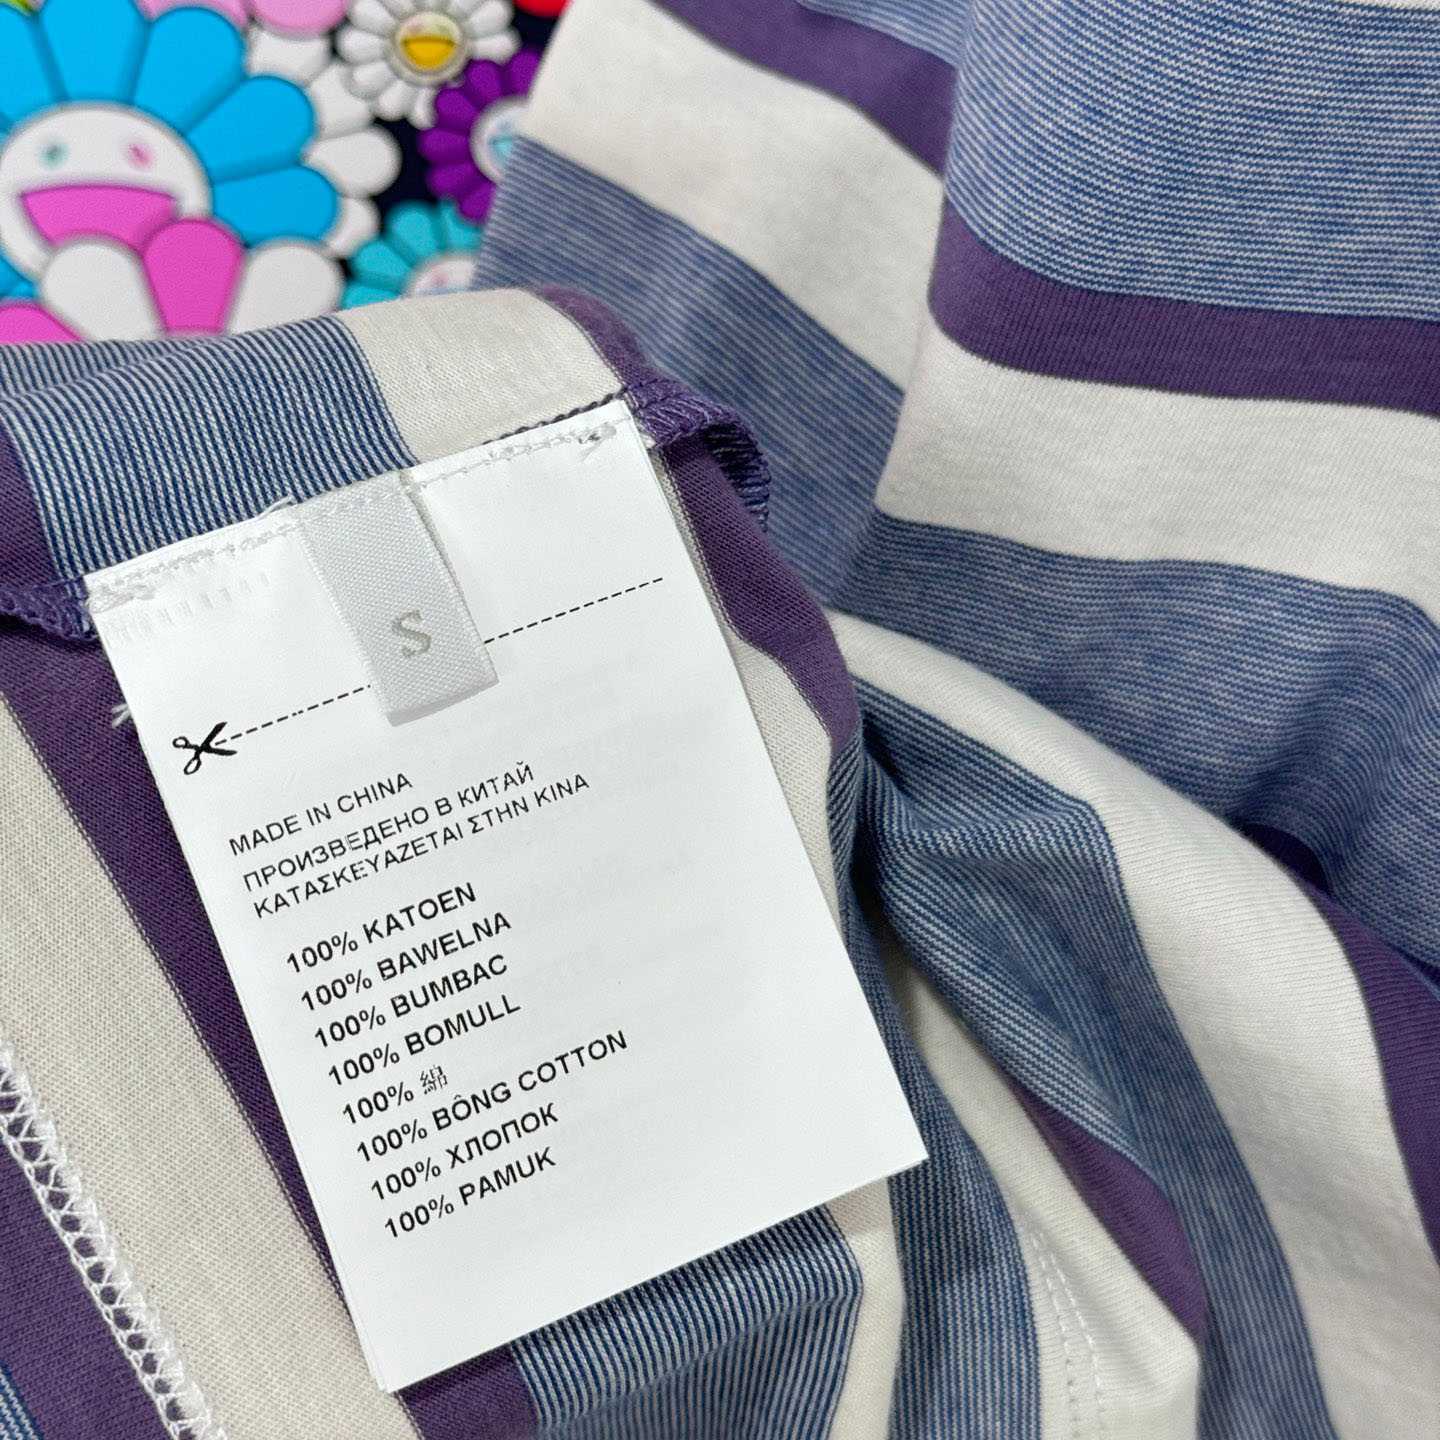 S
MADE IN CHINA
ПРОИЗВЕДЕНО В КИТАЙ
ΚΑΤΑΣΚΕΥΑΖΕΤΑΙ ΣΤΗΝ ΚΙΝΑ
100% KATOEN
100% BAWELNA
100% BUMBAC
100% BOMULL
100% 綿
100% BÔNG COTTON
100% ХЛОПОК
100% PAMUK